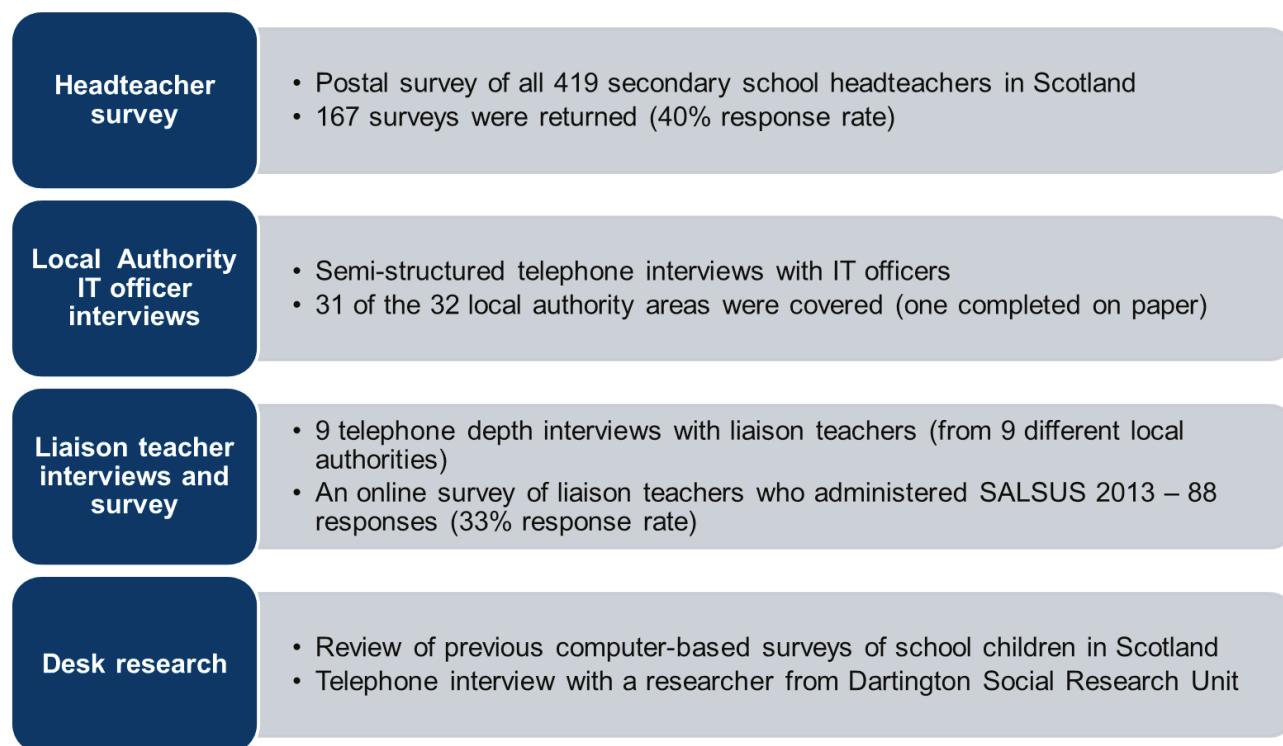 Headteacher
survey
• Postal survey of all 419 secondary school headteachers in Scotland
• 167 surveys were returned (40% response rate)
Local Authority
IT officer
interviews
• Semi-structured telephone interviews with IT officers
• 31 of the 32 local authority areas were covered (one completed on paper)
Liaison teacher
interviews and
survey
• 9 telephone depth interviews with liaison teachers (from 9 different local
authorities)
• An online survey of liaison teachers who administered SALSUS 2013 – 88
responses (33% response rate)
Desk research
• Review of previous computer-based surveys of school children in Scotland
• Telephone interview with a researcher from Dartington Social Research Unit